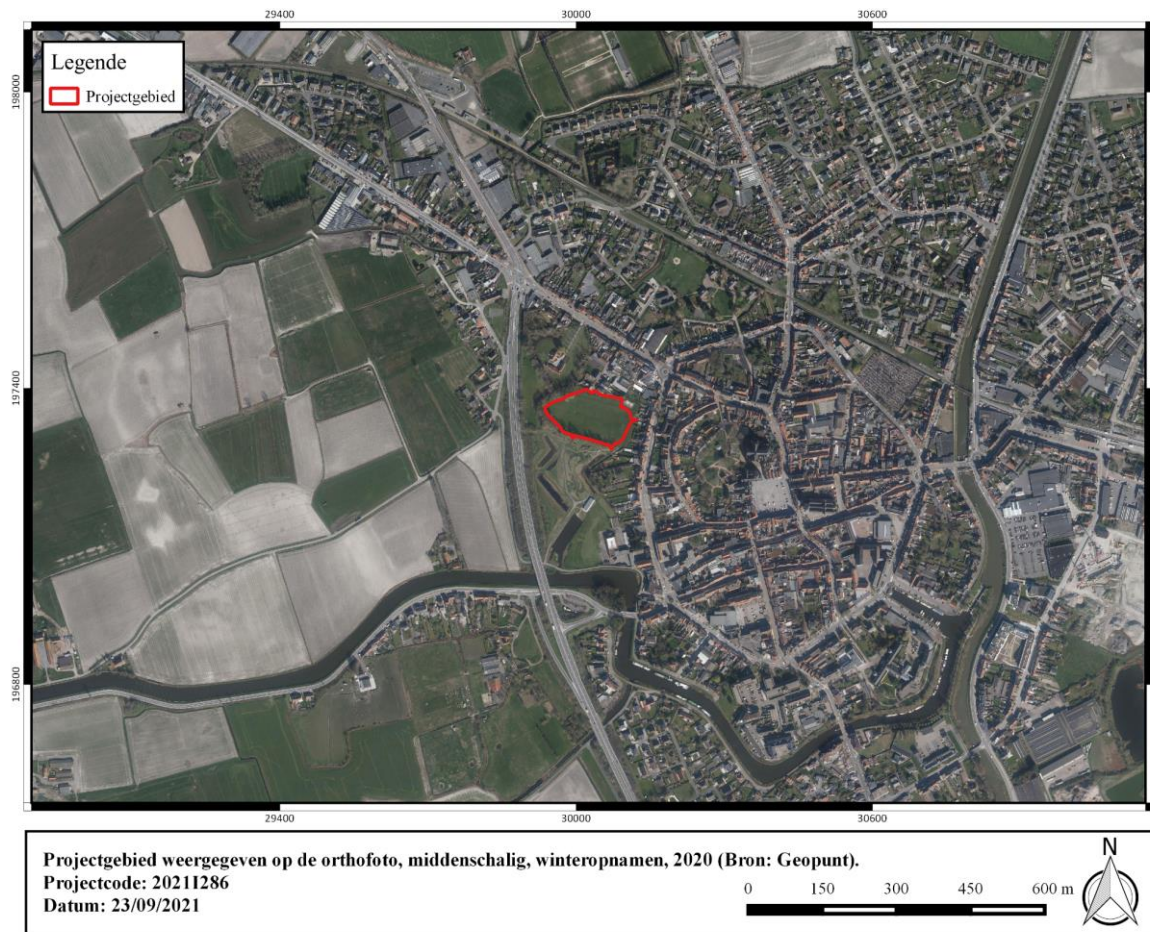 29400 30000 30600
Legende
Projectgebied
198000
197400
196800
29400 30000 30600
Projectgebied weergegeven op de orthofoto, middenschalig, winteropnamen, 2020 (Bron: Geopunt).
Projectcode: 2021I286
Datum: 23/09/2021
0 150 300 450 600 m
N